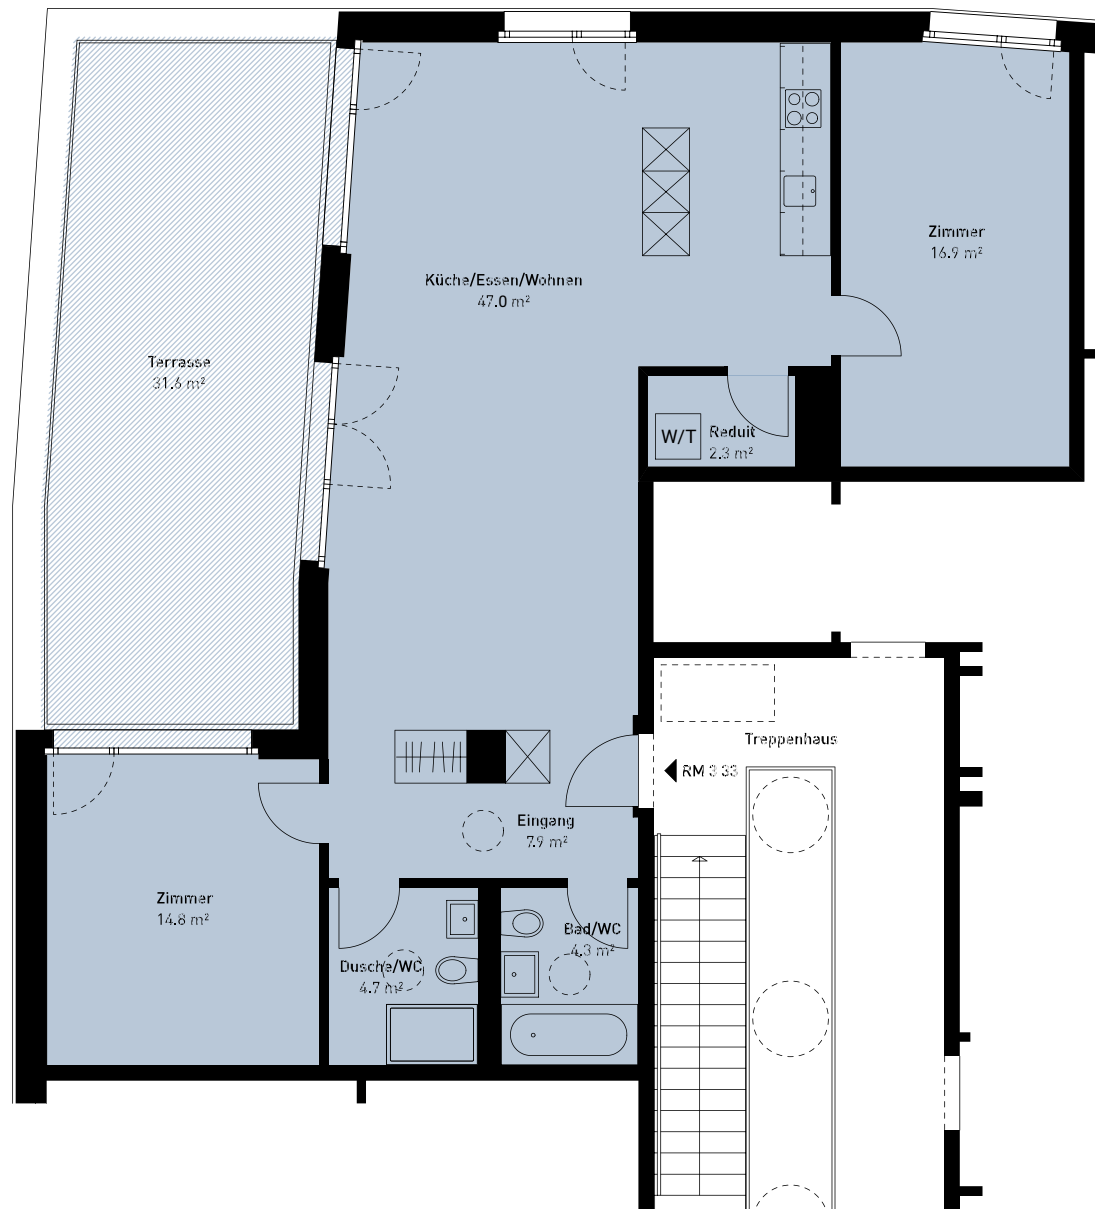 Zimmer
16.9 m²
Küche/Essen/Wohnen
47.0 m²
Terrasse
31.6 m²
W/T
Reduit
2.3 m²
Treppenhaus
RM 3 33
Eingang
7.9 m²
Zimmer
14.8 m²
Bad/WC
4.3 m²
Dusche/WC
4.7 m²